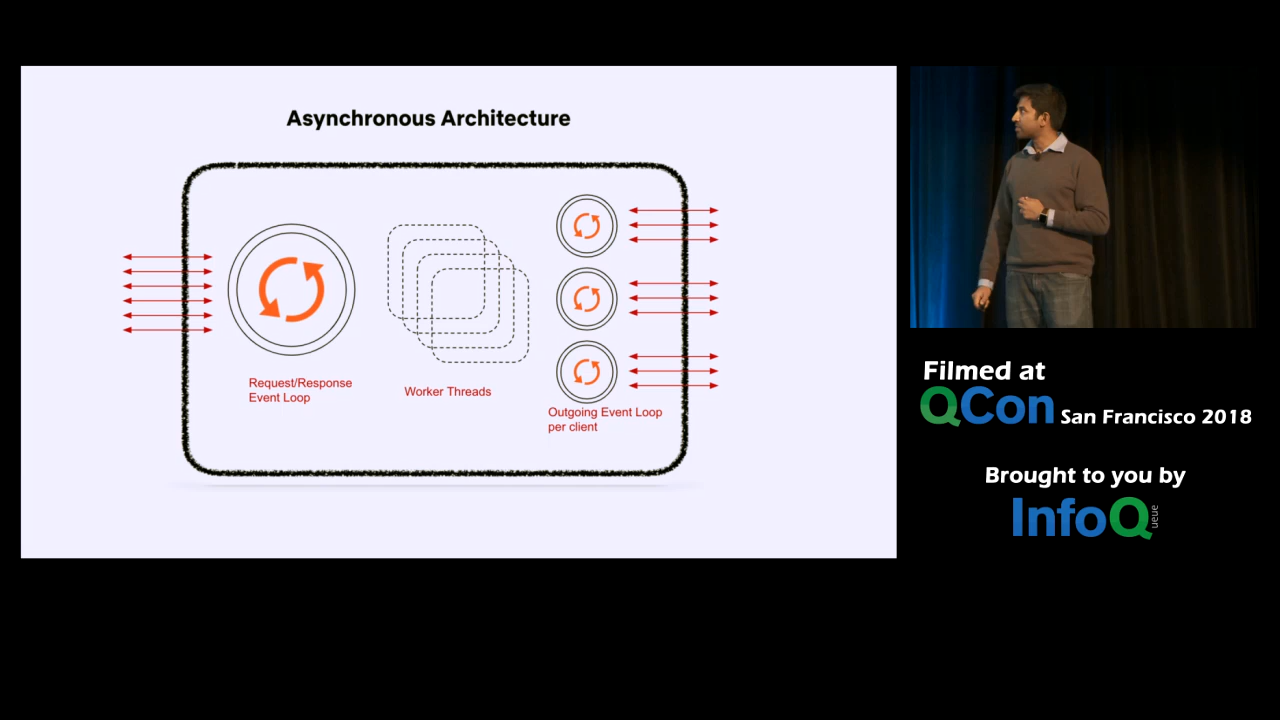 Asynchronous Architecture
Request/Response
Event Loop
Worker Threads
Outgoing Event Loop
per client
Filmed at
QCon San Francisco 2018
Brought to you by
InfoQ
ueue